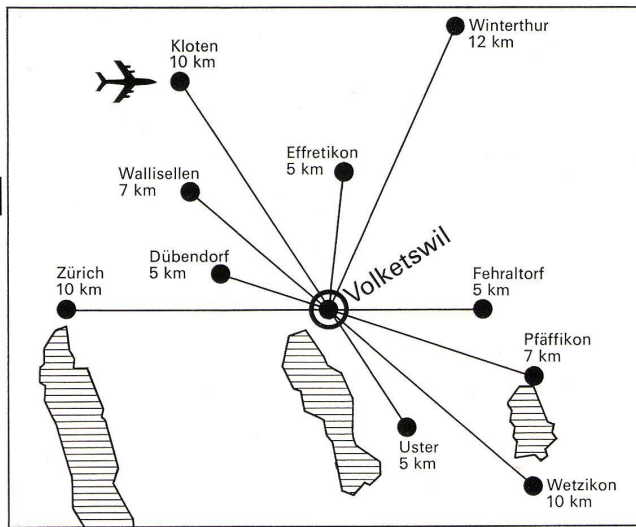 Winterthur
12 km
Kloten
10 km
Effretikon
5 km
Wallisellen
7 km
Dübendorf
5 km
Zürich
10 km
Volketswil
Fehraltorf
5 km
Pfäffikon
7 km
Uster
5 km
Wetzikon
10 km